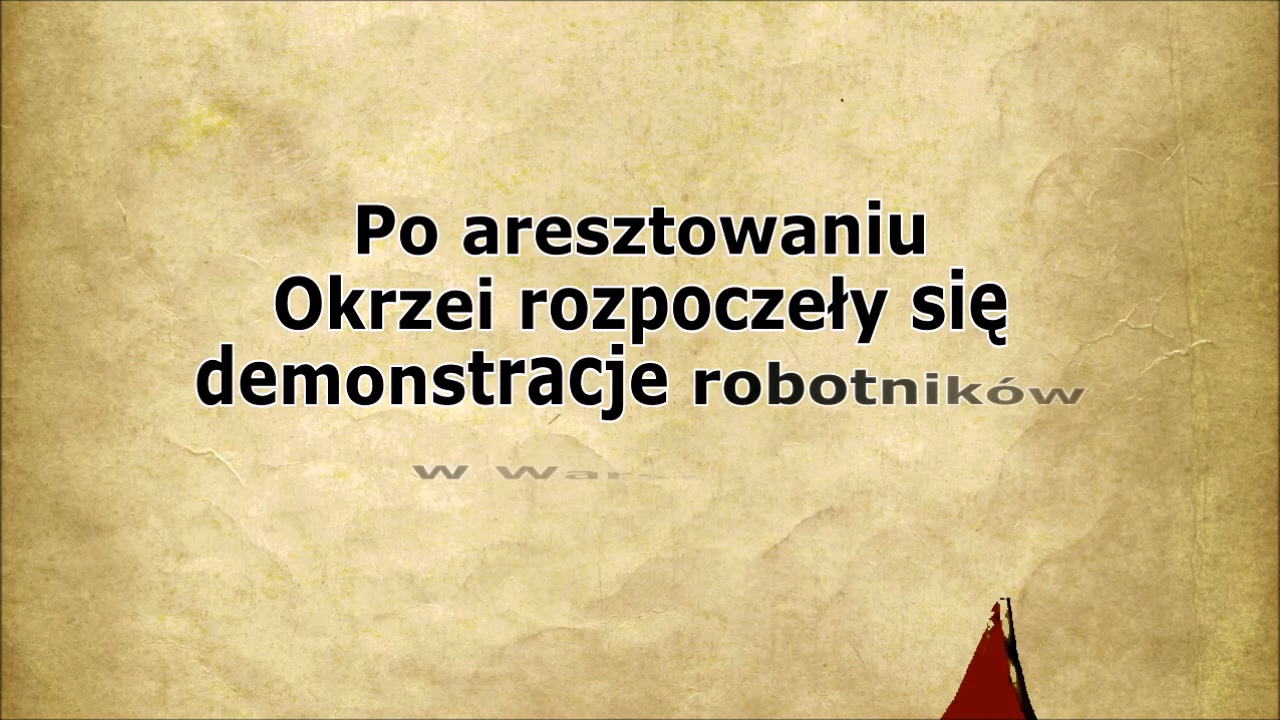 Po aresztowaniu
Okrzei rozpoczeły się
demonstracje robotników
w